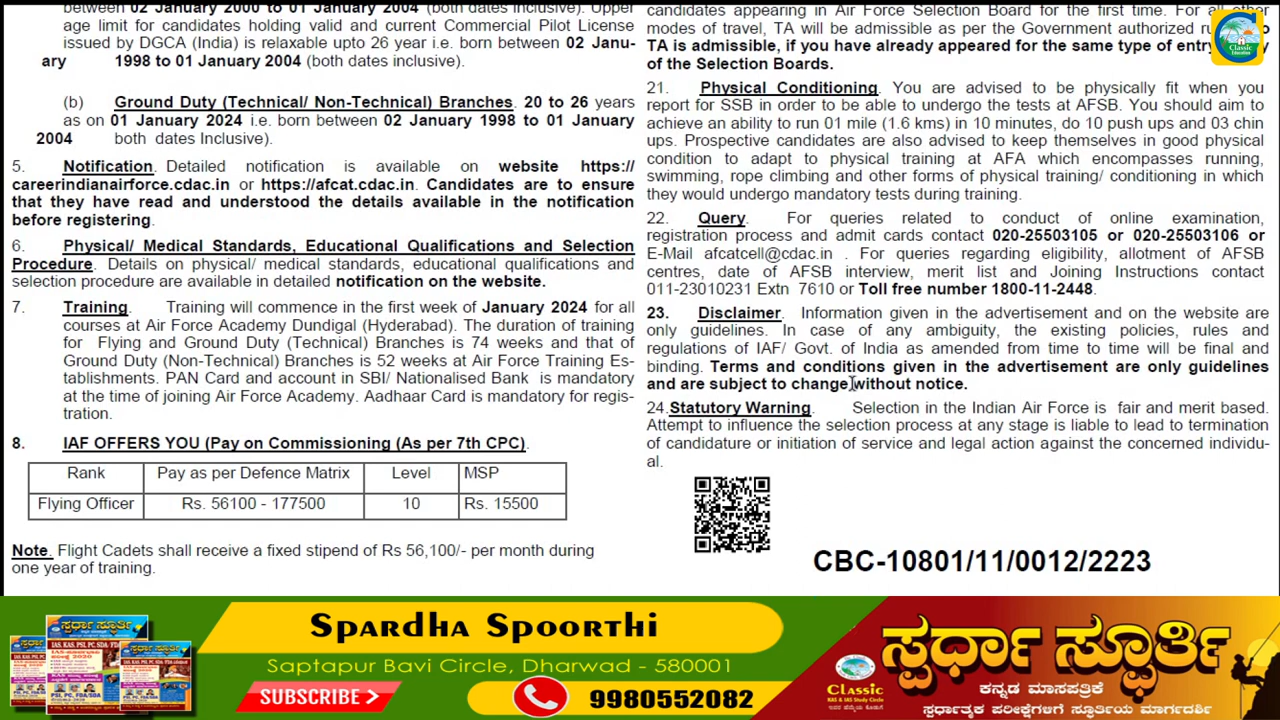 between 02 January 2000 to 01 January 2004 (both dates inclusive). Upper
age limit for candidates holding valid and current Commercial Pilot License
issued by DGCA (India) is relaxable upto 26 year i.e. born between 02 Janu-
ary 1998 to 01 January 2004 (both dates inclusive).
(b) Ground Duty (Technical/ Non-Technical) Branches. 20 to 26 years
as on 01 January 2024 i.e. born between 02 January 1998 to 01 January
2004 both dates Inclusive).
5. Notification. Detailed notification is available on website https://
careerindianairforce.cdac.in or https://afcat.cdac.in. Candidates are to ensure
that they have read and understood the details available in the notification
before registering.
6. Physical/ Medical Standards, Educational Qualifications and Selection
Procedure. Details on physical/ medical standards, educational qualifications and
selection procedure are available in detailed notification on the website.
7. Training. Training will commence in the first week of January 2024 for all
courses at Air Force Academy Dundigal (Hyderabad). The duration of training
for Flying and Ground Duty (Technical) Branches is 74 weeks and that of
Ground Duty (Non-Technical) Branches is 52 weeks at Air Force Training Es-
tablishments. PAN Card and account in SBI/ Nationalised Bank is mandatory
at the time of joining Air Force Academy. Aadhaar Card is mandatory for regis-
tration.
8. IAF OFFERS YOU (Pay on Commissioning (As per 7th CPC).
Rank Pay as per Defence Matrix Level MSP
Flying Officer Rs. 56100 - 177500 10 Rs. 15500
Note. Flight Cadets shall receive a fixed stipend of Rs 56,100/- per month during
one year of training.
candidates appearing in Air Force Selection Board for the first time. For all other
modes of travel, TA will be admissible as per the Government authorized
TA is admissible, if you have already appeared for the same type of entry
of the Selection Boards.
21. Physical Conditioning. You are advised to be physically fit when you
report for SSB in order to be able to undergo the tests at AFSB. You should aim to
achieve an ability to run 01 mile (1.6 kms) in 10 minutes, do 10 push ups and 03 chin
ups. Prospective candidates are also advised to keep themselves in good physical
condition to adapt to physical training at AFA which encompasses running,
swimming, rope climbing and other forms of physical training/ conditioning in which
they would undergo mandatory tests during training.
22. Query. For queries related to conduct of online examination,
registration process and admit cards contact 020-25503105 or 020-25503106 or
E-Mail afcatcell@cdac.in . For queries regarding eligibility, allotment of AFSB
centres, date of AFSB interview, merit list and Joining Instructions contact
011-23010231 Extn 7610 or Toll free number 1800-11-2448.
23. Disclaimer. Information given in the advertisement and on the website are
only guidelines. In case of any ambiguity, the existing policies, rules and
regulations of IAF/ Govt. of India as amended from time to time will be final and
binding. Terms and conditions given in the advertisement are only guidelines
and are subject to change without notice.
24. Statutory Warning. Selection in the Indian Air Force is fair and merit based.
Attempt to influence the selection process at any stage is liable to lead to termination
of candidature or initiation of service and legal action against the concerned individu-
al.
CBC-10801/11/0012/2223
Classic
Education
Spardha Spoorthi
Saptapur Bavi Circle Dharwad - 580001
SUBSCRIBE >
9980552082
Classic
KAS & IAS Study Circle
ಸ್ಪರ್ಧಾ ಸ್ಪೂರ್ತಿ
ಕನ್ನಡ ಮಾಸಪತ್ರಿಕೆ
ಸ್ಪರ್ಧಾತ್ಮಕ ಪರೀಕ್ಷೆಗಳಿಗೆ ಸ್ಫೂರ್ತಿಯ ಮಾರ್ಗದರ್ಶಿ